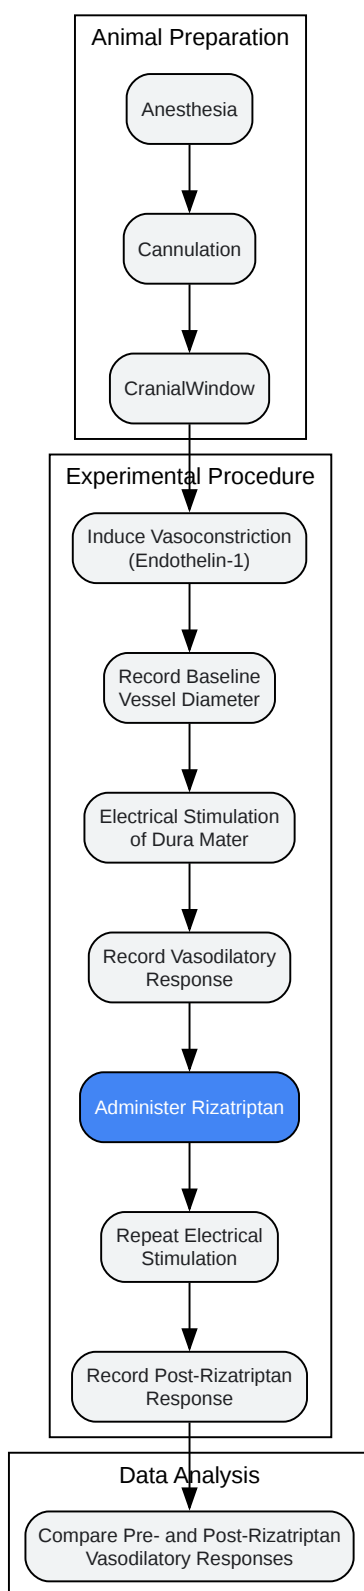 Animal Preparation
Anesthesia
Cannulation
CranialWindow
Experimental Procedure
Induce Vasoconstriction
(Endothelin-1)
Record Baseline
Vessel Diameter
Electrical Stimulation
of Dura Mater
Record Vasodilatory
Response
Administer Rizatriptan
Repeat Electrical
Stimulation
Record Post-Rizatriptan
Response
Data Analysis
Compare Pre- and Post-Rizatriptan
Vasodilatory Responses